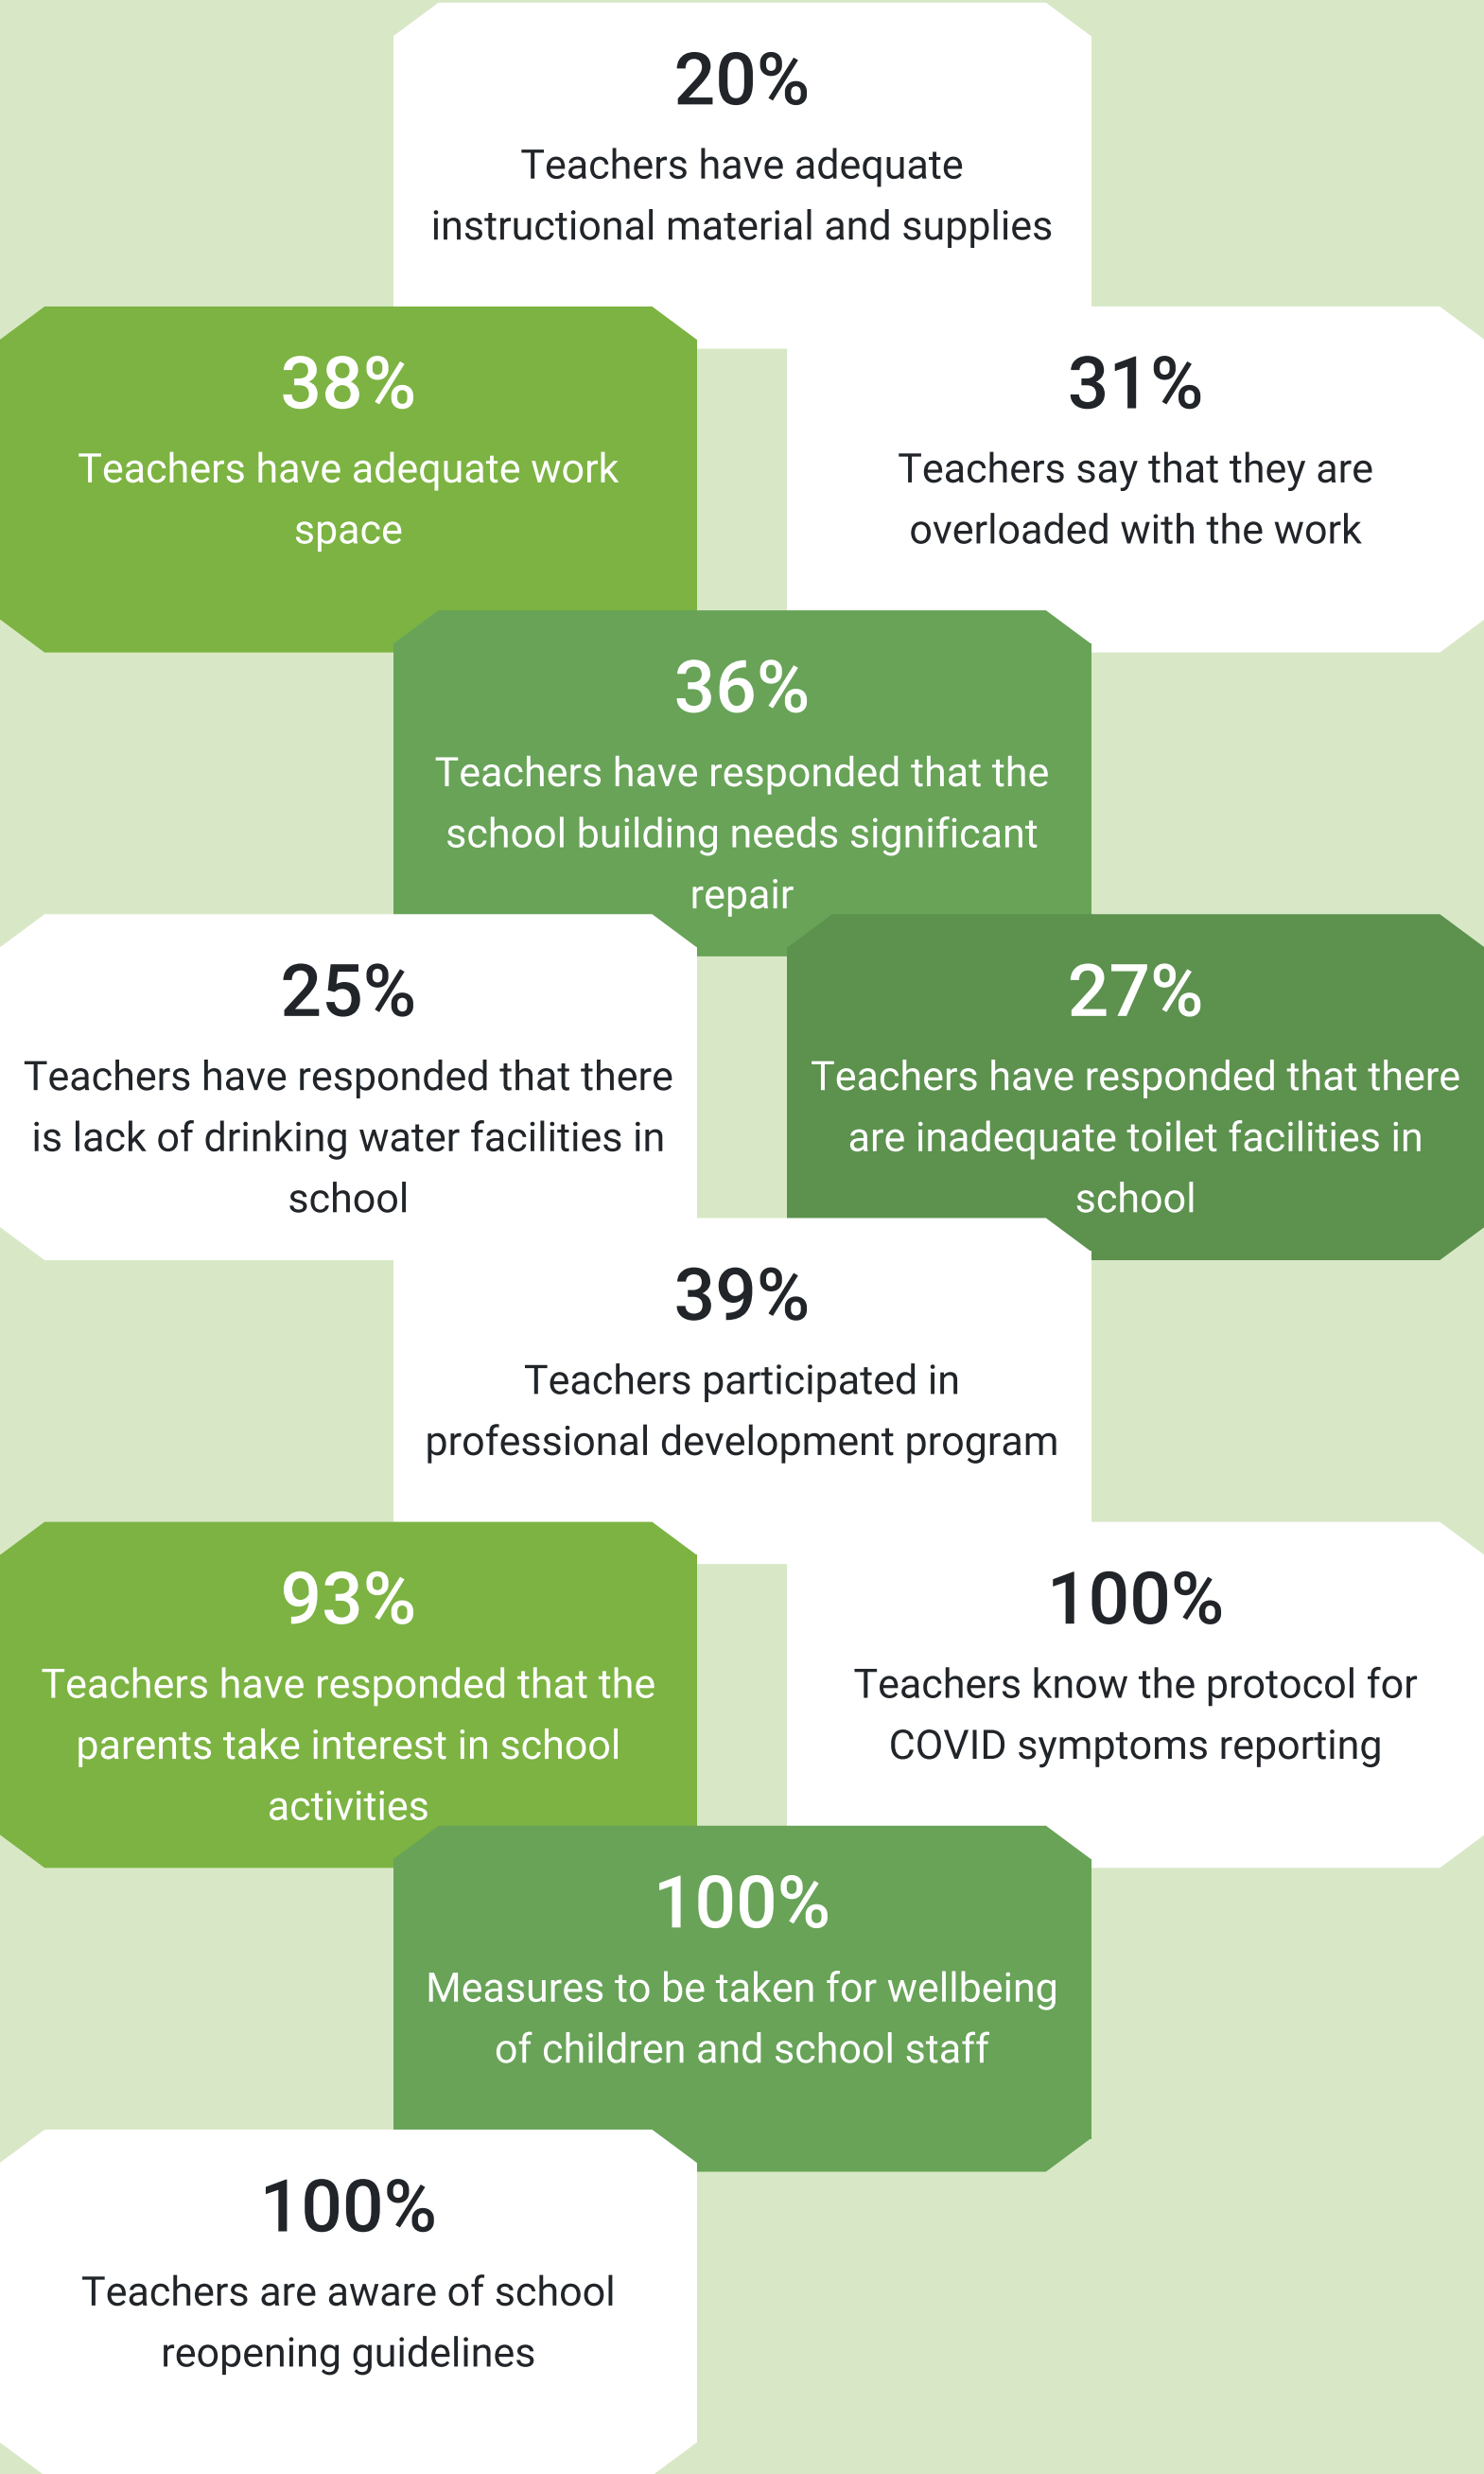 20%
Teachers have adequate
instructional material and supplies
38%
Teachers have adequate work
space
31%
Teachers say that they are
overloaded with the work
36%
Teachers have responded that the
school building needs significant
repair
25%
Teachers have responded that there
is lack of drinking water facilities in
school
27%
Teachers have responded that there
are inadequate toilet facilities in
school
39%
Teachers participated in
professional development program
93%
Teachers have responded that the
parents take interest in school
activities
100%
Teachers know the protocol for
COVID symptoms reporting
100%
Measures to be taken for wellbeing
of children and school staff
100%
Teachers are aware of school
reopening guidelines